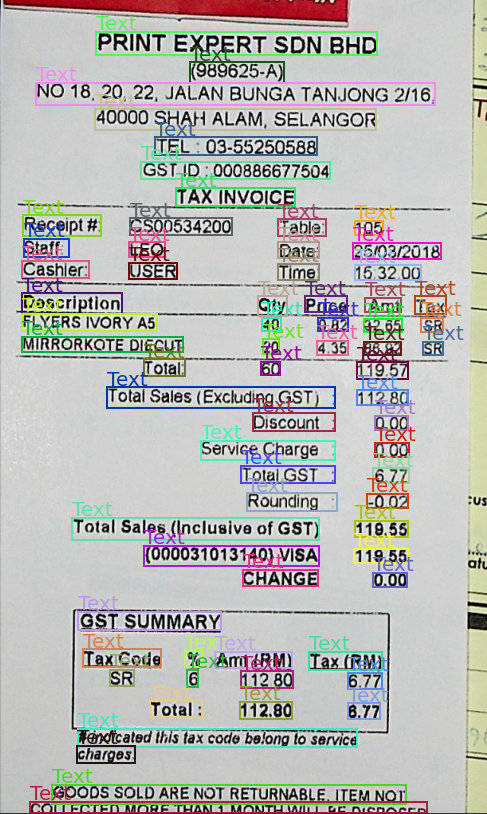 PRINT EXPERT SDN BHD
(989625-A)
NO 18, 20, 22, JALAN BUNGA TANJONG 2/16,
40000 SHAH ALAM, SELANGOR
TEL : 03-55250588
GST ID : 000886677504
TAX INVOICE
Receipt #: CS00534200 Table: 105
Staff: LEO Date: 25/03/2018
Cashier: USER Time: 15:32:00
Description Qty Price Amt Tax
FLYERS IVORY A5 40 0.82 32.65 SR
MIRRORKOTE DIECUT 20 4.35 SR
Total: 60 119.57
Total Sales (Excluding GST) : 112.80
Discount : 0.00
Service Charge : 0.00
Total GST : 6.77
Rounding : -0.02
Total Sales (Inclusive of GST) 119.55
(000031013140) VISA 119.55
CHANGE 0.00
GST SUMMARY
Tax Code % Amt (RM) Tax (RM)
SR 6 112.80 6.77
Total : 112.80 6.77
# indicated this tax code belong to service
charges.
GOODS SOLD ARE NOT RETURNABLE. ITEM NOT
COLLECTED MORE THAN 1 MONTH WILL BE DISPOSED